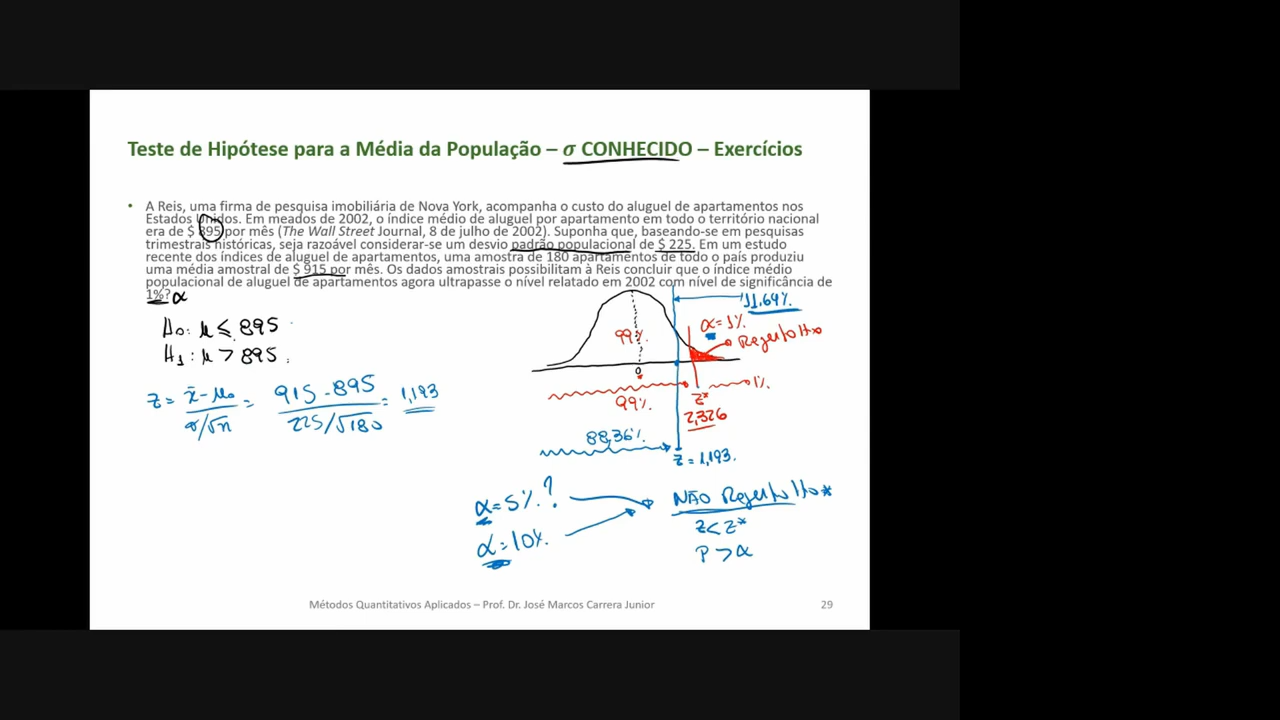 Teste de Hipótese para a Média da População – σ CONHECIDO – Exercícios
• A Reis, uma firma de pesquisa imobiliária de Nova York, acompanha o custo do aluguel de apartamentos nos
Estados Unidos. Em meados de 2002, o índice médio de aluguel por apartamento em todo o território nacional
era de $ 895 por mês (The Wall Street Journal, 8 de julho de 2002). Suponha que, baseando-se em pesquisas
trimestrais históricas, seja razoável considerar-se um desvio padrão populacional de $ 225. Em um estudo
recente dos índices de aluguel de apartamentos, uma amostra de 180 apartamentos de todo o país produziu
uma média amostral de $ 915 por mês. Os dados amostrais possibilitam à Reis concluir que o índice médio
populacional de aluguel de apartamentos agora ultrapasse o nível relatado em 2002 com nível de significância de
1%? α
H₀: μ ≤ 895
H₁: μ > 895
z = x̄-μ₀ / σ/√n = 915-895 / 225/√180 = 1,193
11,64%
α=1%
Rejeito H₀
99%
0
1%
99%
z*
2,326
88,36%
z=1,193.
α=5%?
α=10%.
NÃO Rejeito H₀*
z<z*
P>α
Métodos Quantitativos Aplicados – Prof. Dr. José Marcos Carrera Junior
29